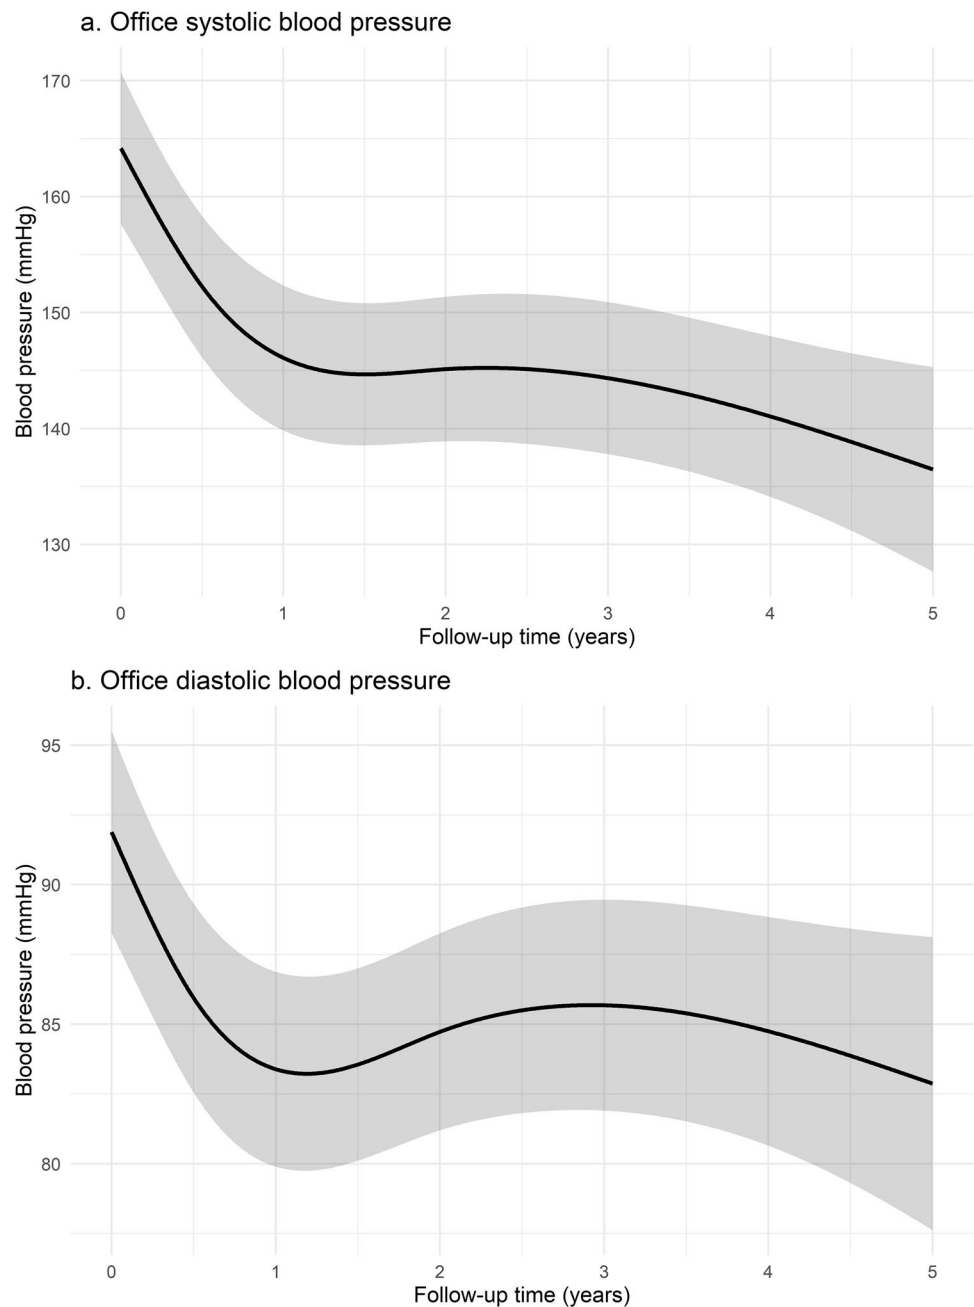 a. Office systolic blood pressure
170
160
150
140
130
Blood pressure (mmHg)
0 1 2 3 4 5
Follow-up time (years)
b. Office diastolic blood pressure
95
90
85
80
Blood pressure (mmHg)
0 1 2 3 4 5
Follow-up time (years)